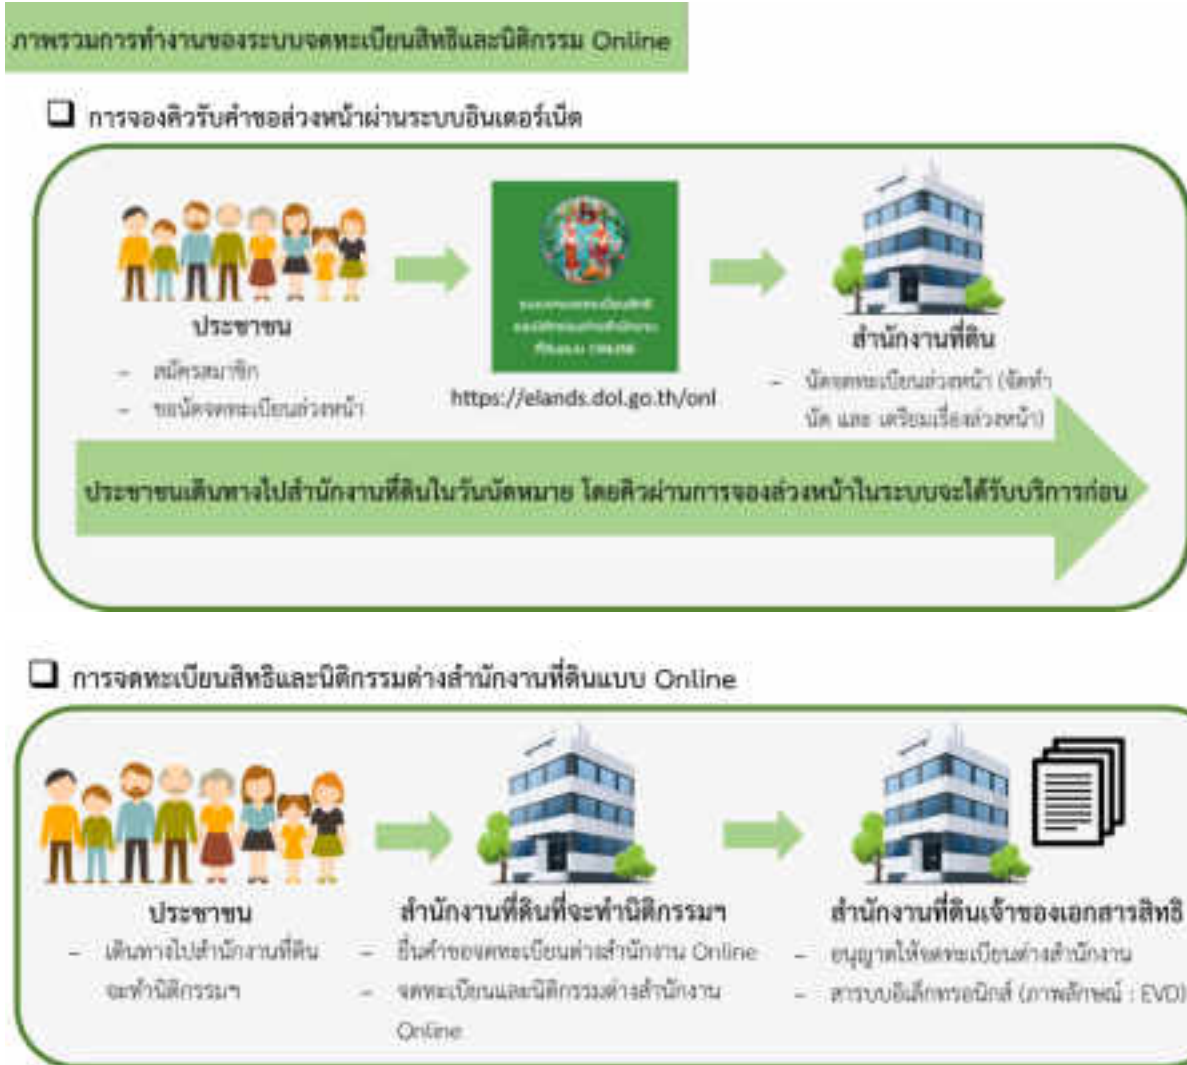 ภาพรวมการทำงานของระบบจดทะเบียนสิทธิและนิติกรรม Online
การจองคิวรับคำขอล่วงหน้าผ่านระบบอินเตอร์เน็ต
ประชาชน
- สมัครสมาชิก
- ขอนัดจดทะเบียนล่วงหน้า
https://elands.dol.go.th/onl
สำนักงานที่ดิน
- นัดจดทะเบียนล่วงหน้า (จัดทำ
นัด และ เตรียมเรื่องล่วงหน้า)
ประชาชนเดินทางไปสำนักงานที่ดินในวันนัดหมาย โดยคิวผ่านการจองล่วงหน้าในระบบจะได้รับบริการก่อน
การจดทะเบียนสิทธิและนิติกรรมต่างสำนักงานที่ดินแบบ Online
ประชาชน
- เดินทางไปสำนักงานที่ดิน
จะทำนิติกรรมฯ
สำนักงานที่ดินที่จะทำนิติกรรมฯ
- ยื่นคำขอจดทะเบียนต่างสำนักงาน Online
- จดทะเบียนและนิติกรรมต่างสำนักงาน
Online
สำนักงานที่ดินเจ้าของเอกสารสิทธิ
- อนุญาตให้จดทะเบียนต่างสำนักงาน
- สารบบอิเล็กทรอนิกส์ (ภาพลักษณ์ : EVD)